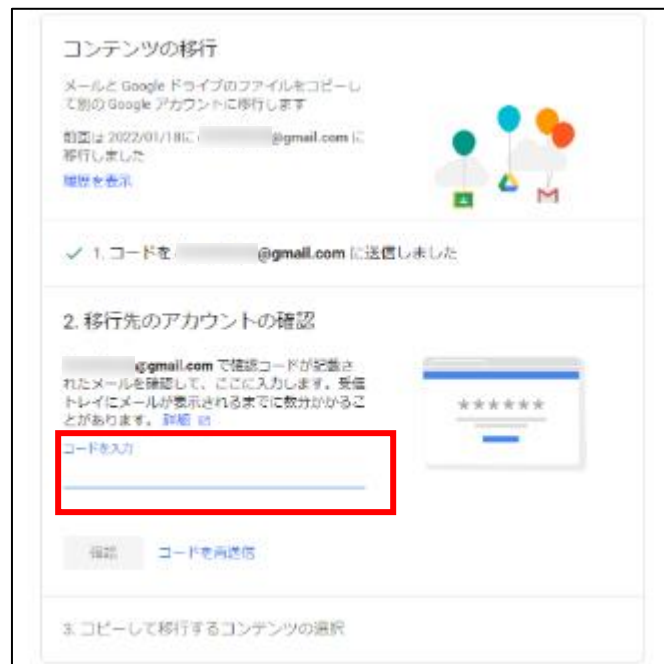 コンテンツの移行
メールと Google ドライブのファイルをコピーし
て別の Google アカウントに移行します
前回は 2022/01/18に @gmail.com に
移行しました
履歴を表示
✓ 1. コードを @gmail.com に送信しました
2. 移行先のアカウントの確認
@gmail.com で確認コードが記載さ
れたメールを確認して、ここに入力します。受信
トレイにメールが表示されるまでに数分かかるこ
とがあります。 詳細
コードを入力
******
確認 コードを再送信
3. コピーして移行するコンテンツの選択